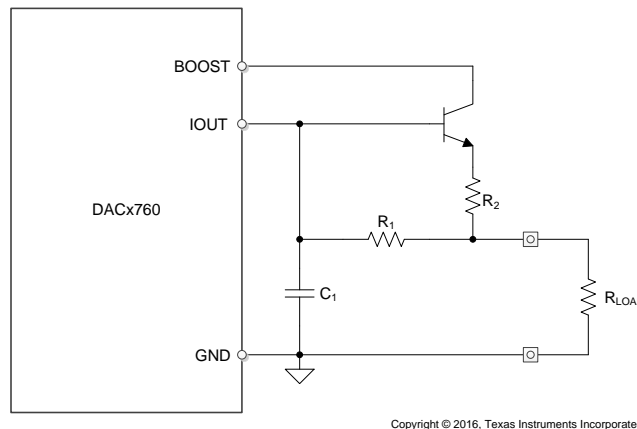 BOOST
IOUT
DACx760
R2
R1
C1
RLOA
GND
Copyright © 2016, Texas Instruments Incorporate